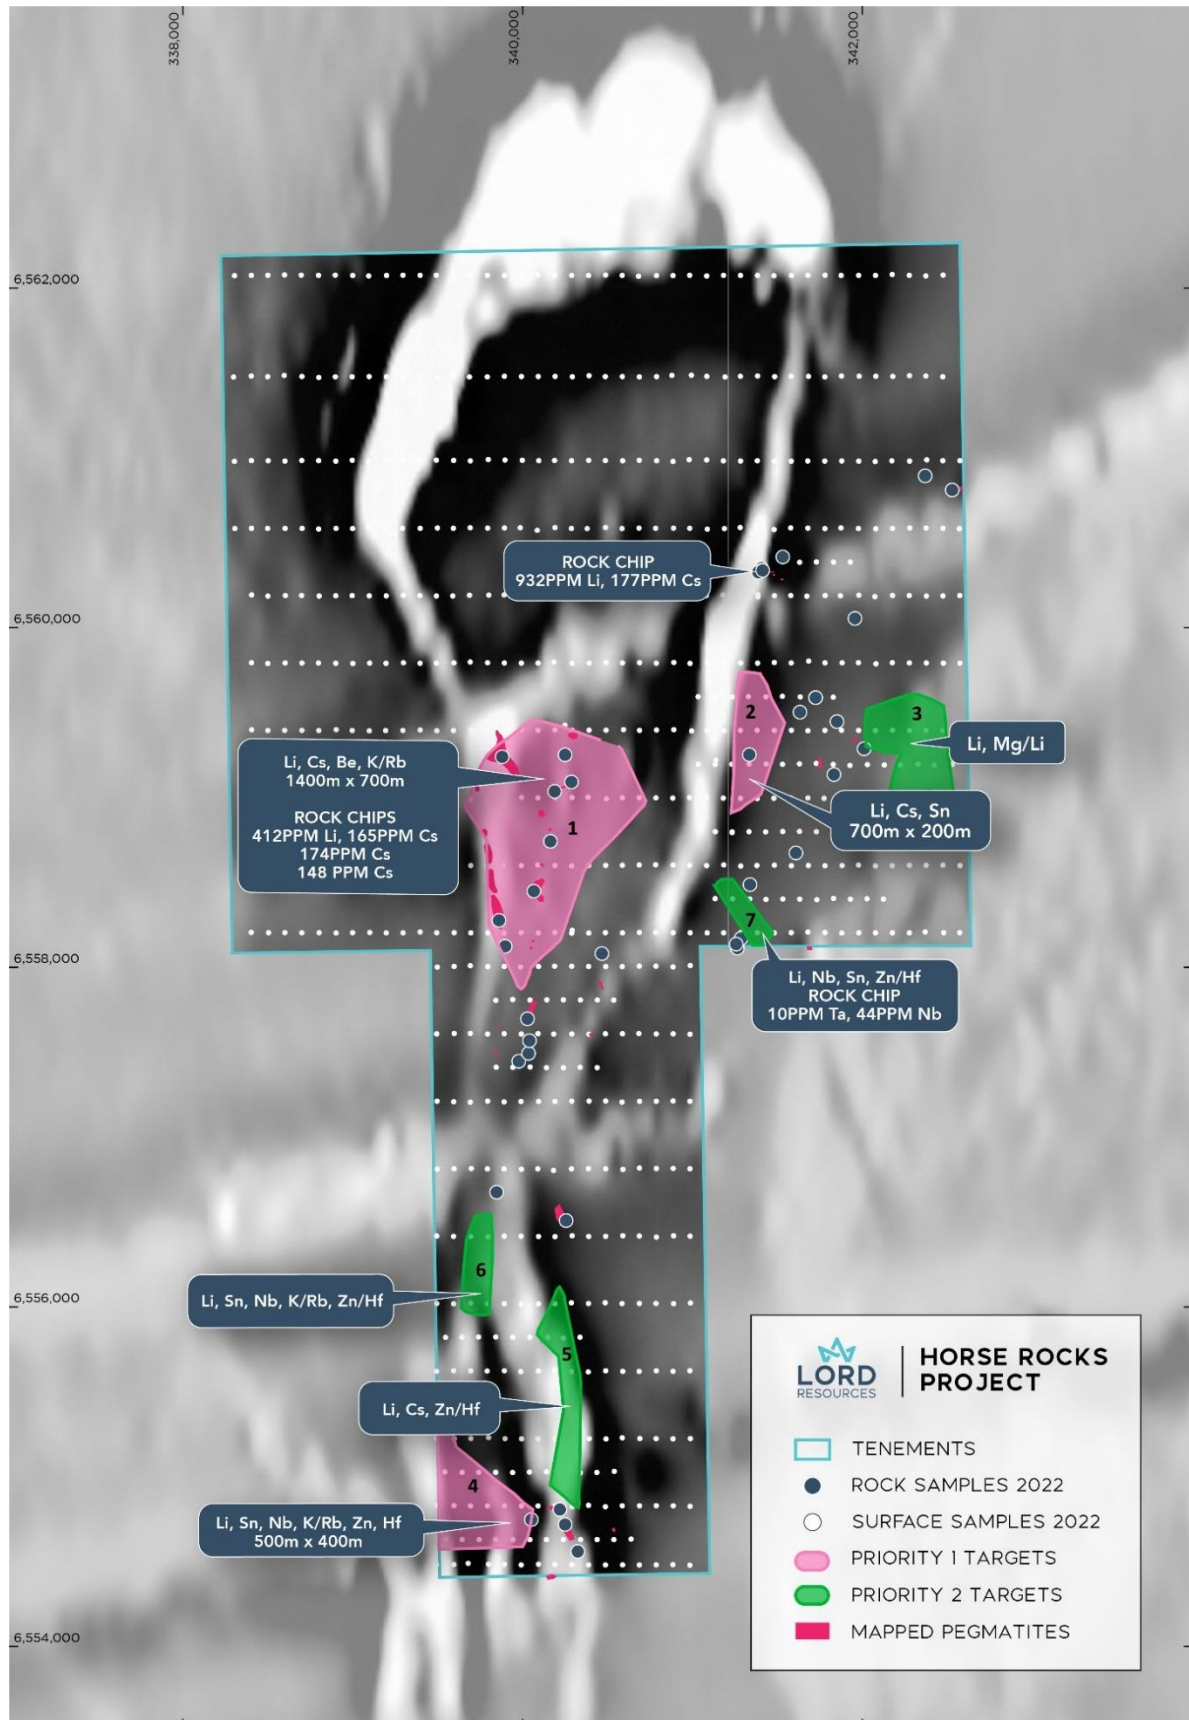 338,000
340,000
342,000
6,562,000
ROCK CHIP
932PPM Li, 177PPM Cs
6,560,000
2
3
Li, Mg/Li
Li, Cs, Be, K/Rb
1400m x 700m
ROCK CHIPS
412PPM Li, 165PPM Cs
174PPM Cs
148 PPM Cs
1
Li, Cs, Sn
700m x 200m
7
6,558,000
Li, Nb, Sn, Zn/Hf
ROCK CHIP
10PPM Ta, 44PPM Nb
6
Li, Sn, Nb, K/Rb, Zn/Hf
6,556,000
5
Li, Cs, Zn/Hf
4
Li, Sn, Nb, K/Rb, Zn, Hf
500m x 400m
6,554,000
LORD
RESOURCES
HORSE ROCKS
PROJECT
TENEMENTS
ROCK SAMPLES 2022
SURFACE SAMPLES 2022
PRIORITY 1 TARGETS
PRIORITY 2 TARGETS
MAPPED PEGMATITES